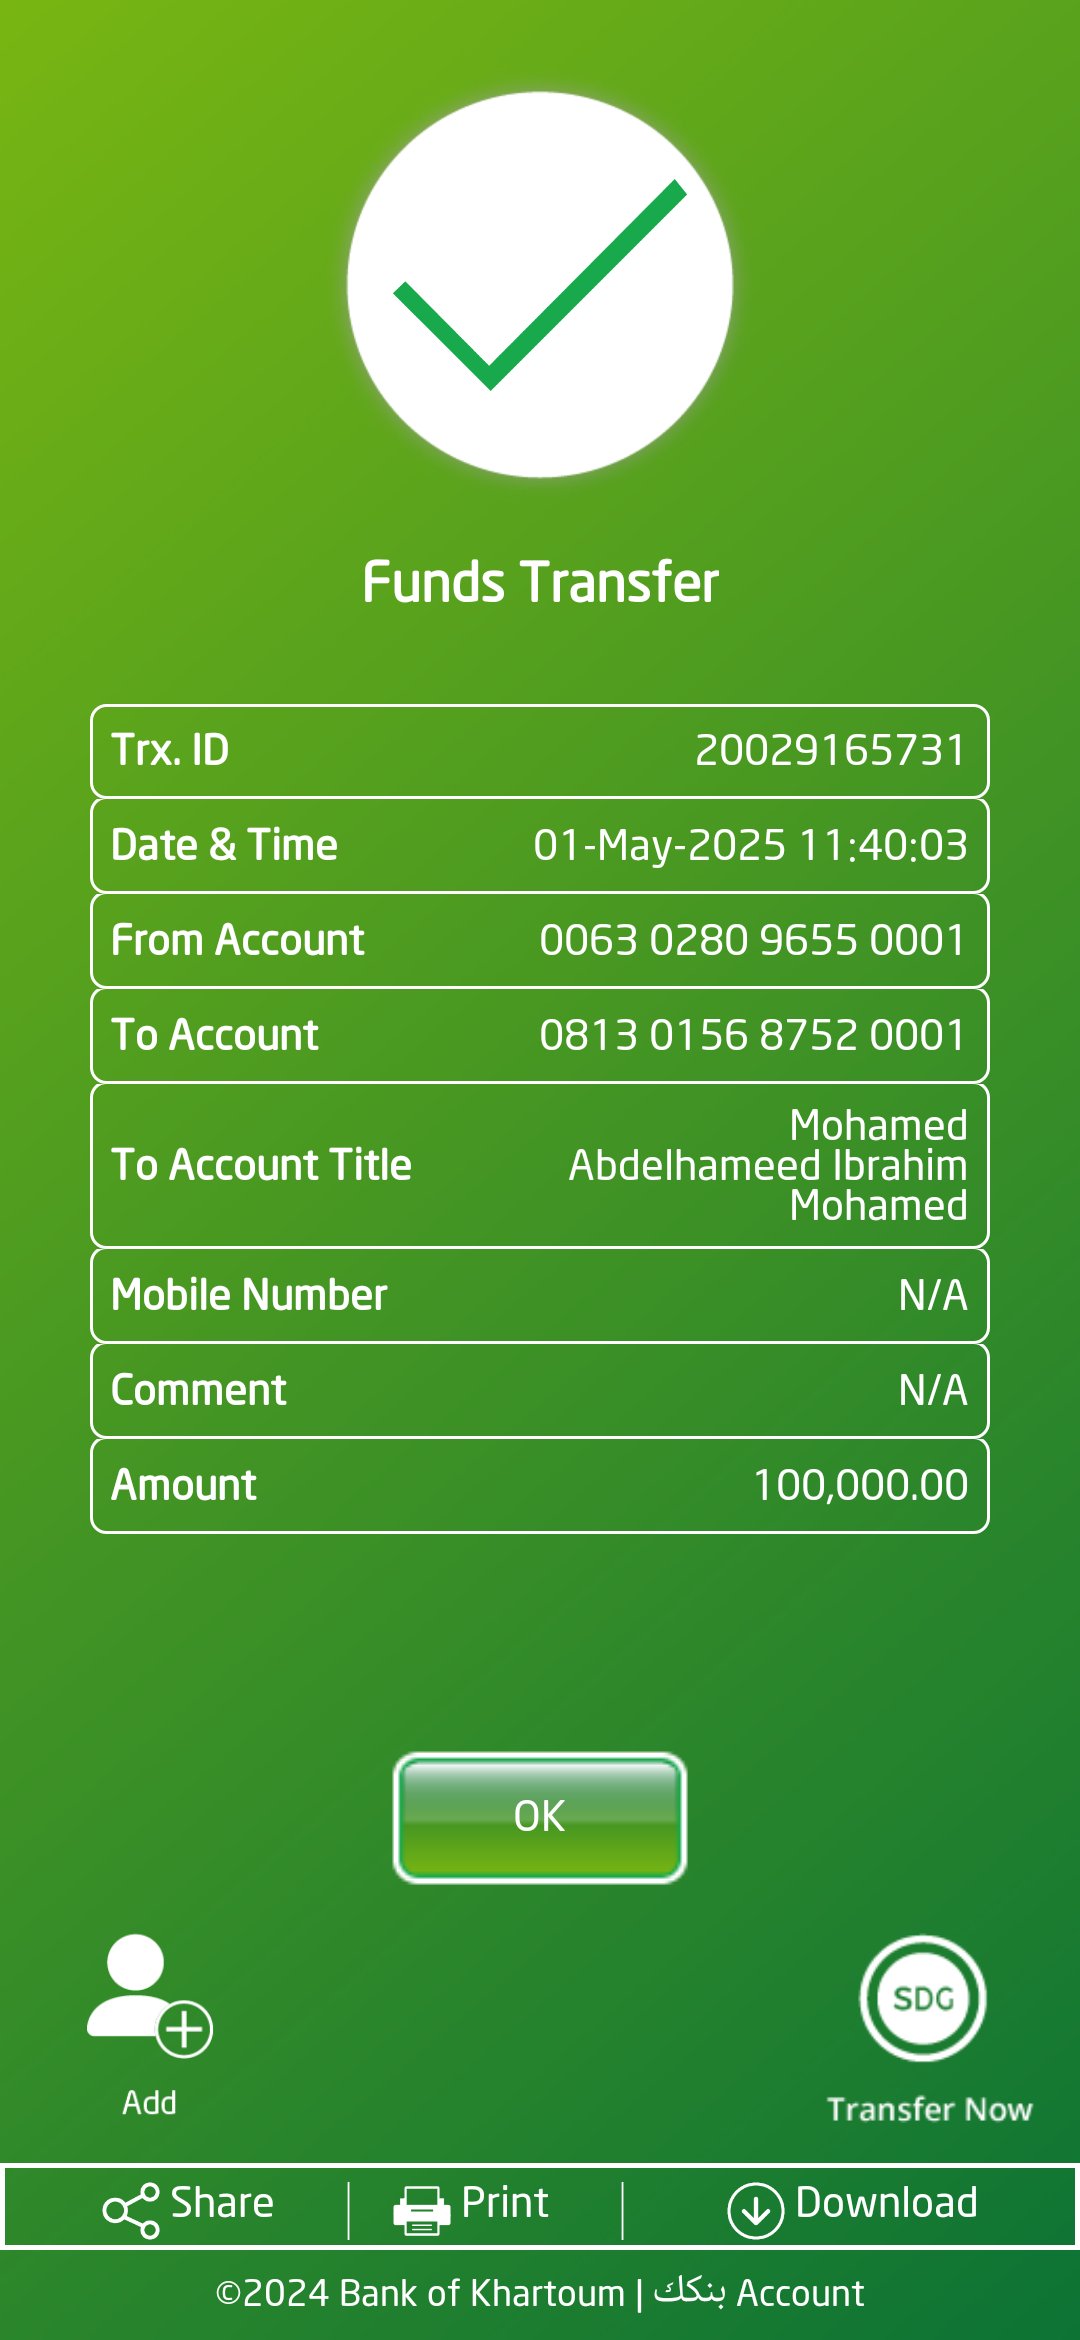 Funds Transfer
Trx. ID 20029165731
Date & Time 01-May-2025 11:40:03
From Account 0063 0280 9655 0001
To Account 0813 0156 8752 0001
To Account Title Mohamed
Abdelhameed Ibrahim
Mohamed
Mobile Number N/A
Comment N/A
Amount 100,000.00
OK
SDG
Add
Transfer Now
Share Print Download
©2024 Bank of Khartoum | بنكك Account